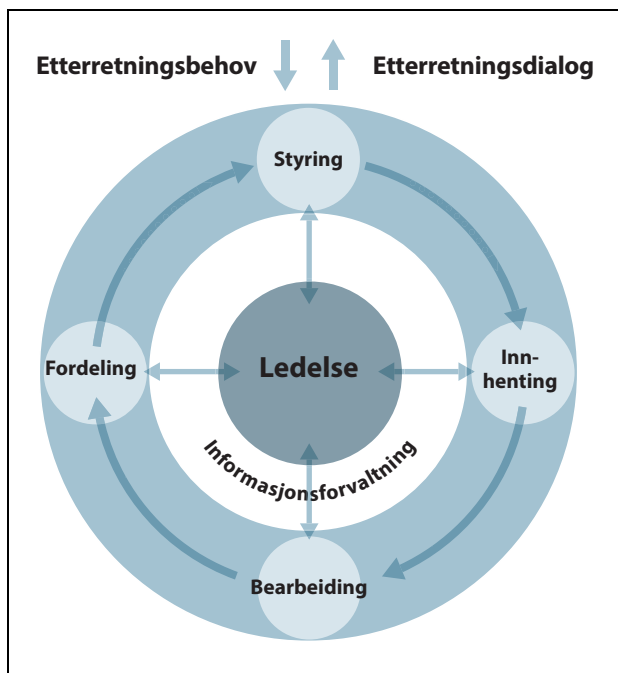 Etterretningsbehov
Etterretningsdialog
Styring
Fordeling
Ledelse
Inn-
henting
Informasjonsforvaltning
Bearbeiding